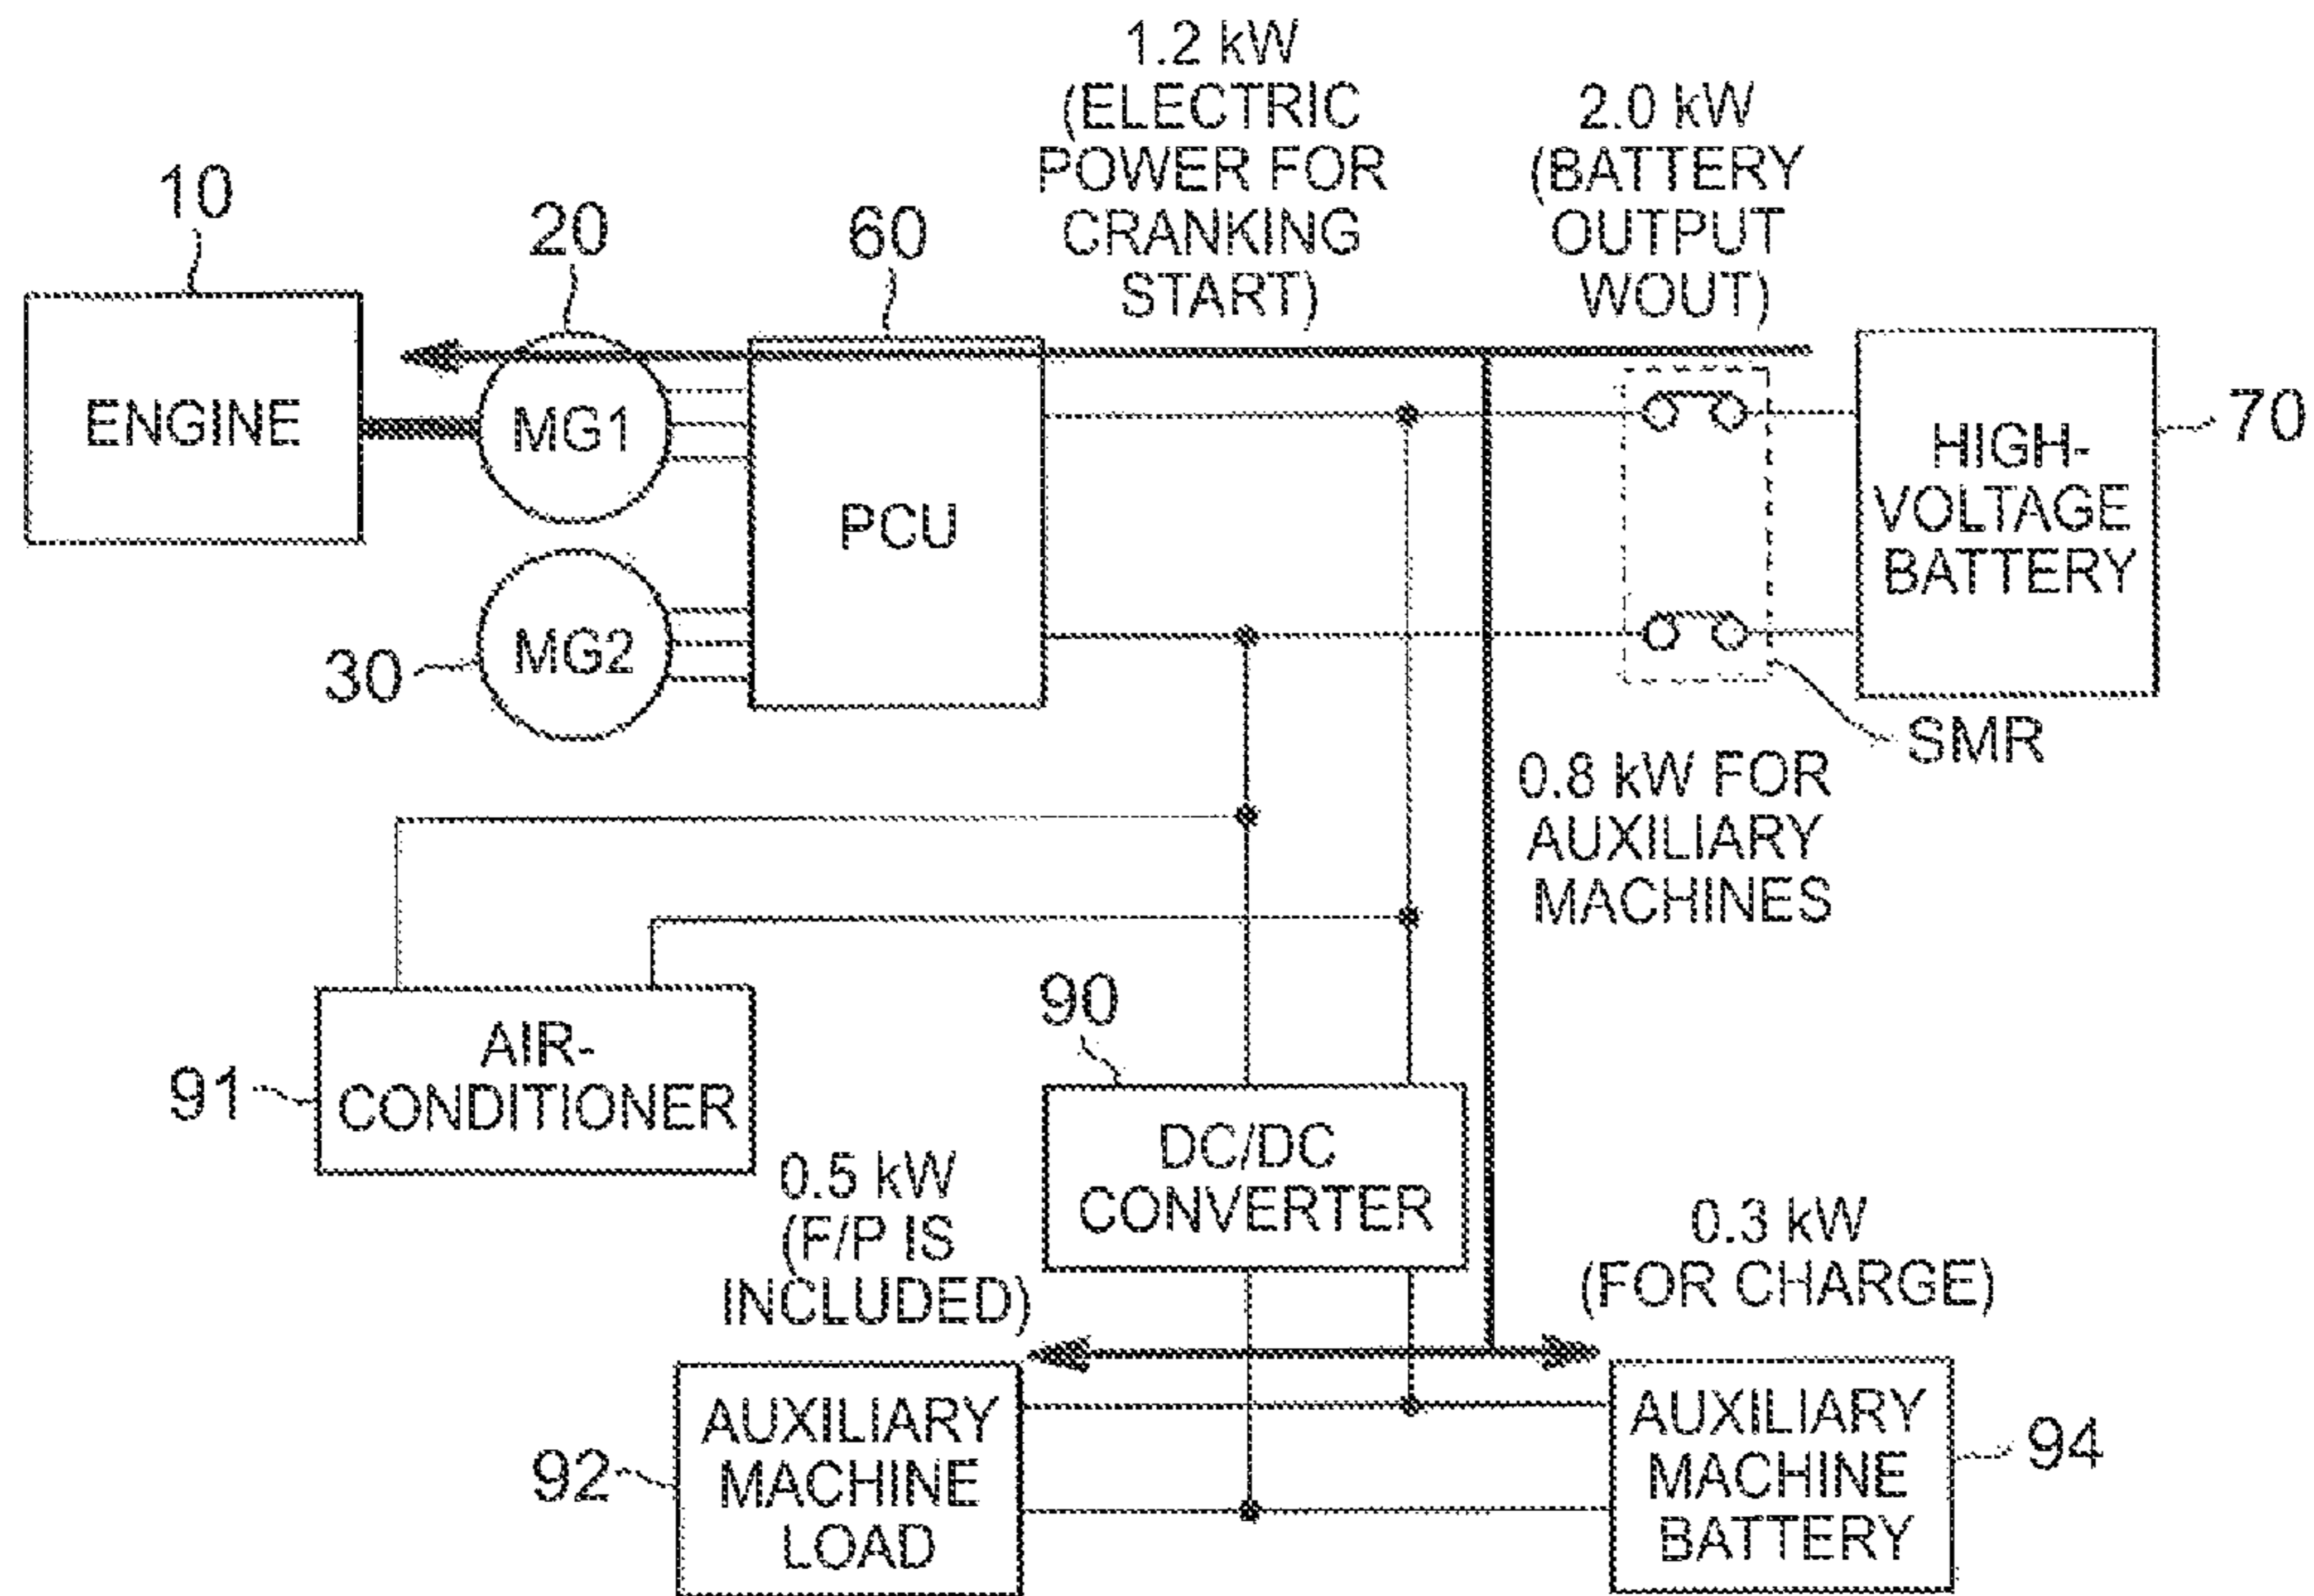 1.2 kW
(ELECTRIC
POWER FOR
CRANKING
START)
2.0 kW
(BATTERY
OUTPUT
WOUT)
10
20
60
ENGINE
MG1
PCU
HIGH-
VOLTAGE
BATTERY
70
MG2
30
SMR
0.8 kW FOR
AUXILIARY
MACHINES
90
AIR-
CONDITIONER
91
DC/DC
CONVERTER
0.5 kW
(F/P IS
INCLUDED)
0.3 kW
(FOR CHARGE)
AUXILIARY
MACHINE
LOAD
92
AUXILIARY
MACHINE
BATTERY
94